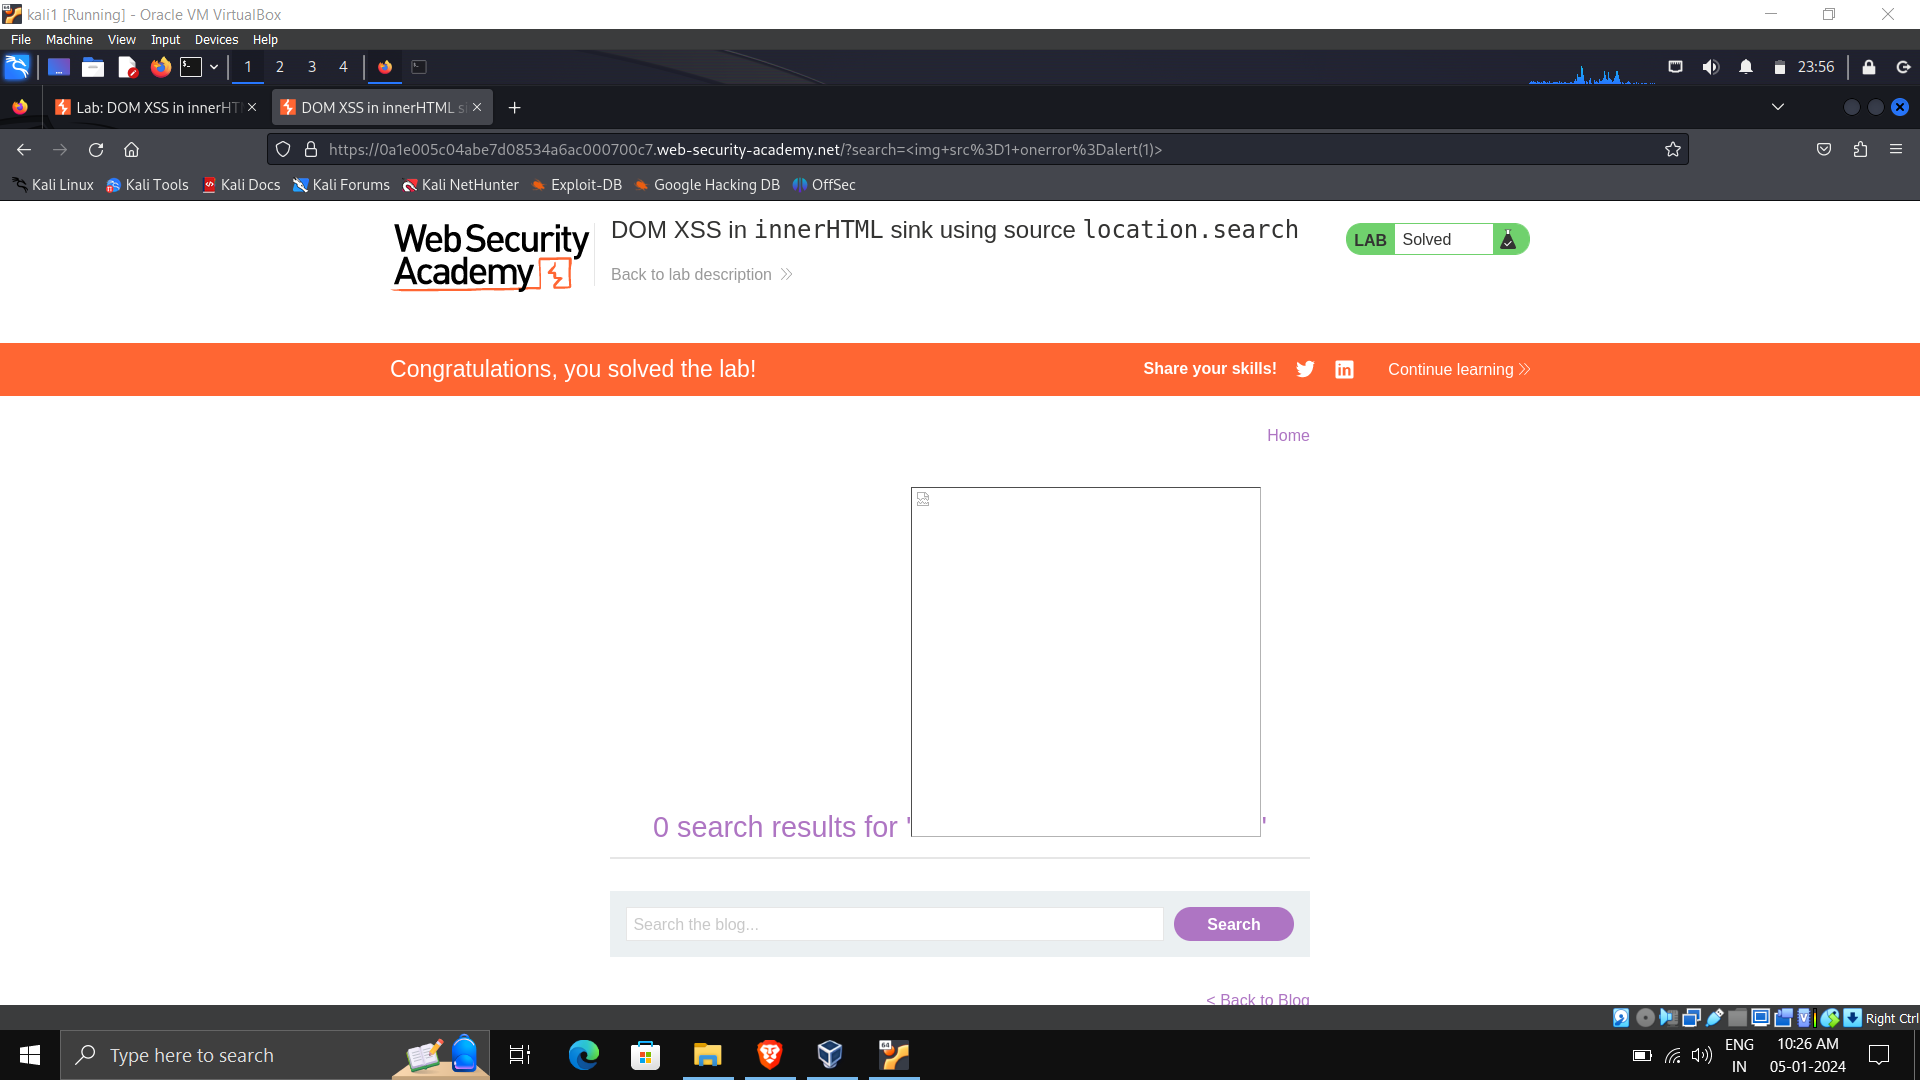 kali1 [Running] - Oracle VM VirtualBox
File Machine View Input Devices Help
1 2 3 4 23:56
Lab: DOM XSS in innerHT DOM XSS in innerHTML s
https://0a1e005c04abe7d08534a6ac000700c7.web-security-academy.net/?search=<img+src%3D1+onerror%3Dalert(1)>
Kali Linux Kali Tools Kali Docs Kali Forums Kali NetHunter Exploit-DB Google Hacking DB OffSec
WebSecurity
Academy
DOM XSS in innerHTML sink using source location.search
Back to lab description
LAB Solved
Congratulations, you solved the lab! Share your skills! Continue learning
Home
0 search results for ' '
Search the blog... Search
< Back to Blog
Right Ctrl
Type here to search
ENG
IN
10:26 AM
05-01-2024